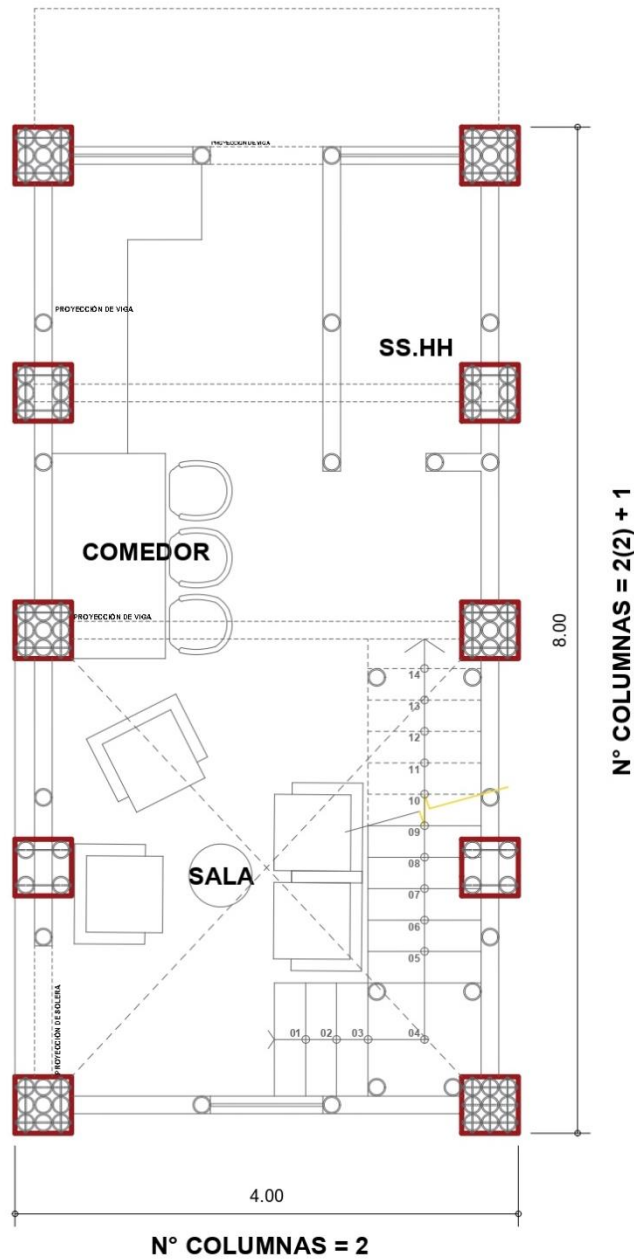 PROYECCIÓN DE VIGA
PROYECCIÓN DE VIGA
SS.HH
COMEDOR
PROYECCIÓN DE VIGA
14
13
12
11
10
09
08
07
06
05
SALA
PROYECCIÓN DE SOLERA
01 02 03 04
8.00
N° COLUMNAS = 2(2) + 1
4.00
N° COLUMNAS = 2